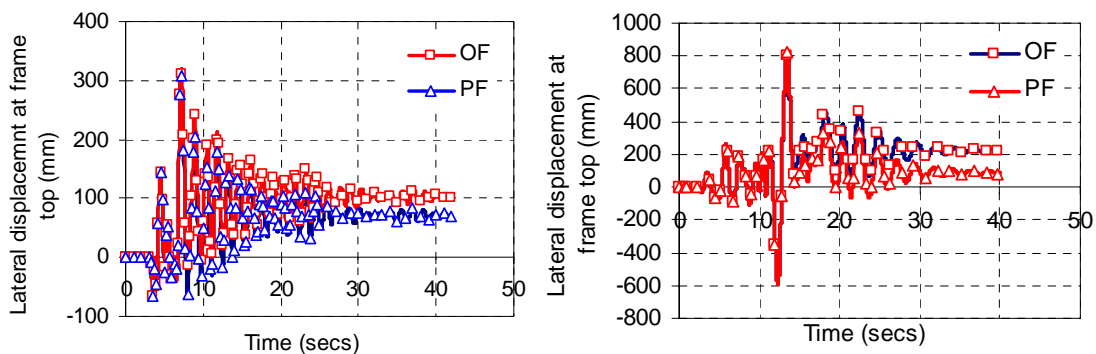 Lateral displacemnt at frame
top (mm)
400
300
200
100
0
-100
0
10
20
30
40
50
Time (secs)
OF
PF
Lateral displacement at
frame top (mm)
1000
800
600
400
200
0
-200
-400
-600
-800
0
10
20
30
40
50
Time (secs)
OF
PF